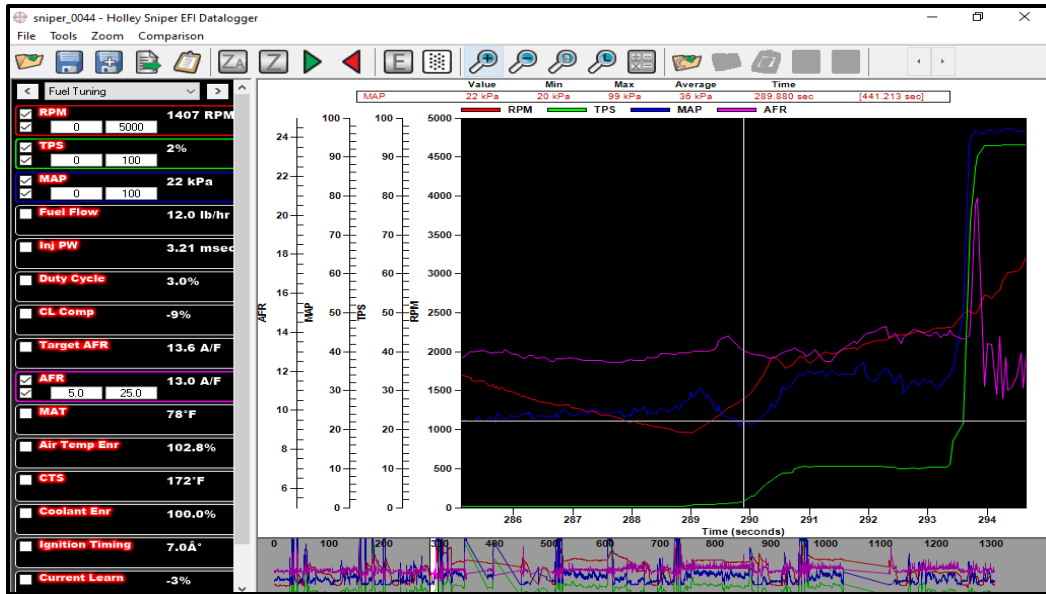 sniper_0044 - Holley Sniper EFI Datalogger
File Tools Zoom Comparison
ZA Z E
< Fuel Tuning >
RPM 1407 RPM
0 5000
TPS 2%
0 100
MAP 22 kPa
0 100
Fuel Flow 12.0 lb/hr
Inj PW 3.21 msec
Duty Cycle 3.0%
CL Comp -9%
Target AFR 13.6 A/F
AFR 13.0 A/F
5.0 25.0
MAT 78°F
Air Temp Enr 102.8%
CTS 172°F
Coolant Enr 100.0%
Ignition Timing 7.0Â°
Current Learn -3%
Value Min Max Average Time
MAP 22 kPa 20 kPa 99 kPa 36 kPa 289.880 sec [441.213 sec]
RPM TPS MAP AFR
AFR
24
22
20
18
16
14
12
10
8
6
MAP
100
90
80
70
60
50
40
30
20
10
0
TPS
100
90
80
70
60
50
40
30
20
10
0
RPM
5000
4500
4000
3500
3000
2500
2000
1500
1000
500
0
286 287 288 289 290 291 292 293 294
Time (seconds)
0 100 200 300 400 500 600 700 800 900 1000 1100 1200 1300